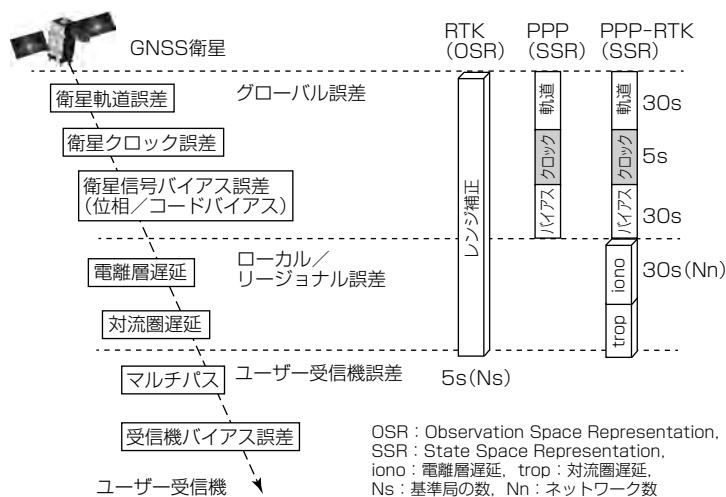 GNSS衛星
RTK
(OSR)
PPP
(SSR)
PPP-RTK
(SSR)
衛星軌道誤差
グローバル誤差
衛星クロック誤差
衛星信号バイアス誤差
(位相/コードバイアス)
レンジ補正
軌道
クロック
バイアス
軌道
クロック
バイアス
30s
5s
30s
ローカル/
リージョナル誤差
電離層遅延
対流圏遅延
iono
trop
30s(Nn)
マルチパス
ユーザー受信機誤差
5s(Ns)
受信機バイアス誤差
ユーザー受信機
OSR:Observation Space Representation,
SSR:State Space Representation,
iono:電離層遅延, trop:対流圏遅延,
Ns:基準局の数, Nn:ネットワーク数